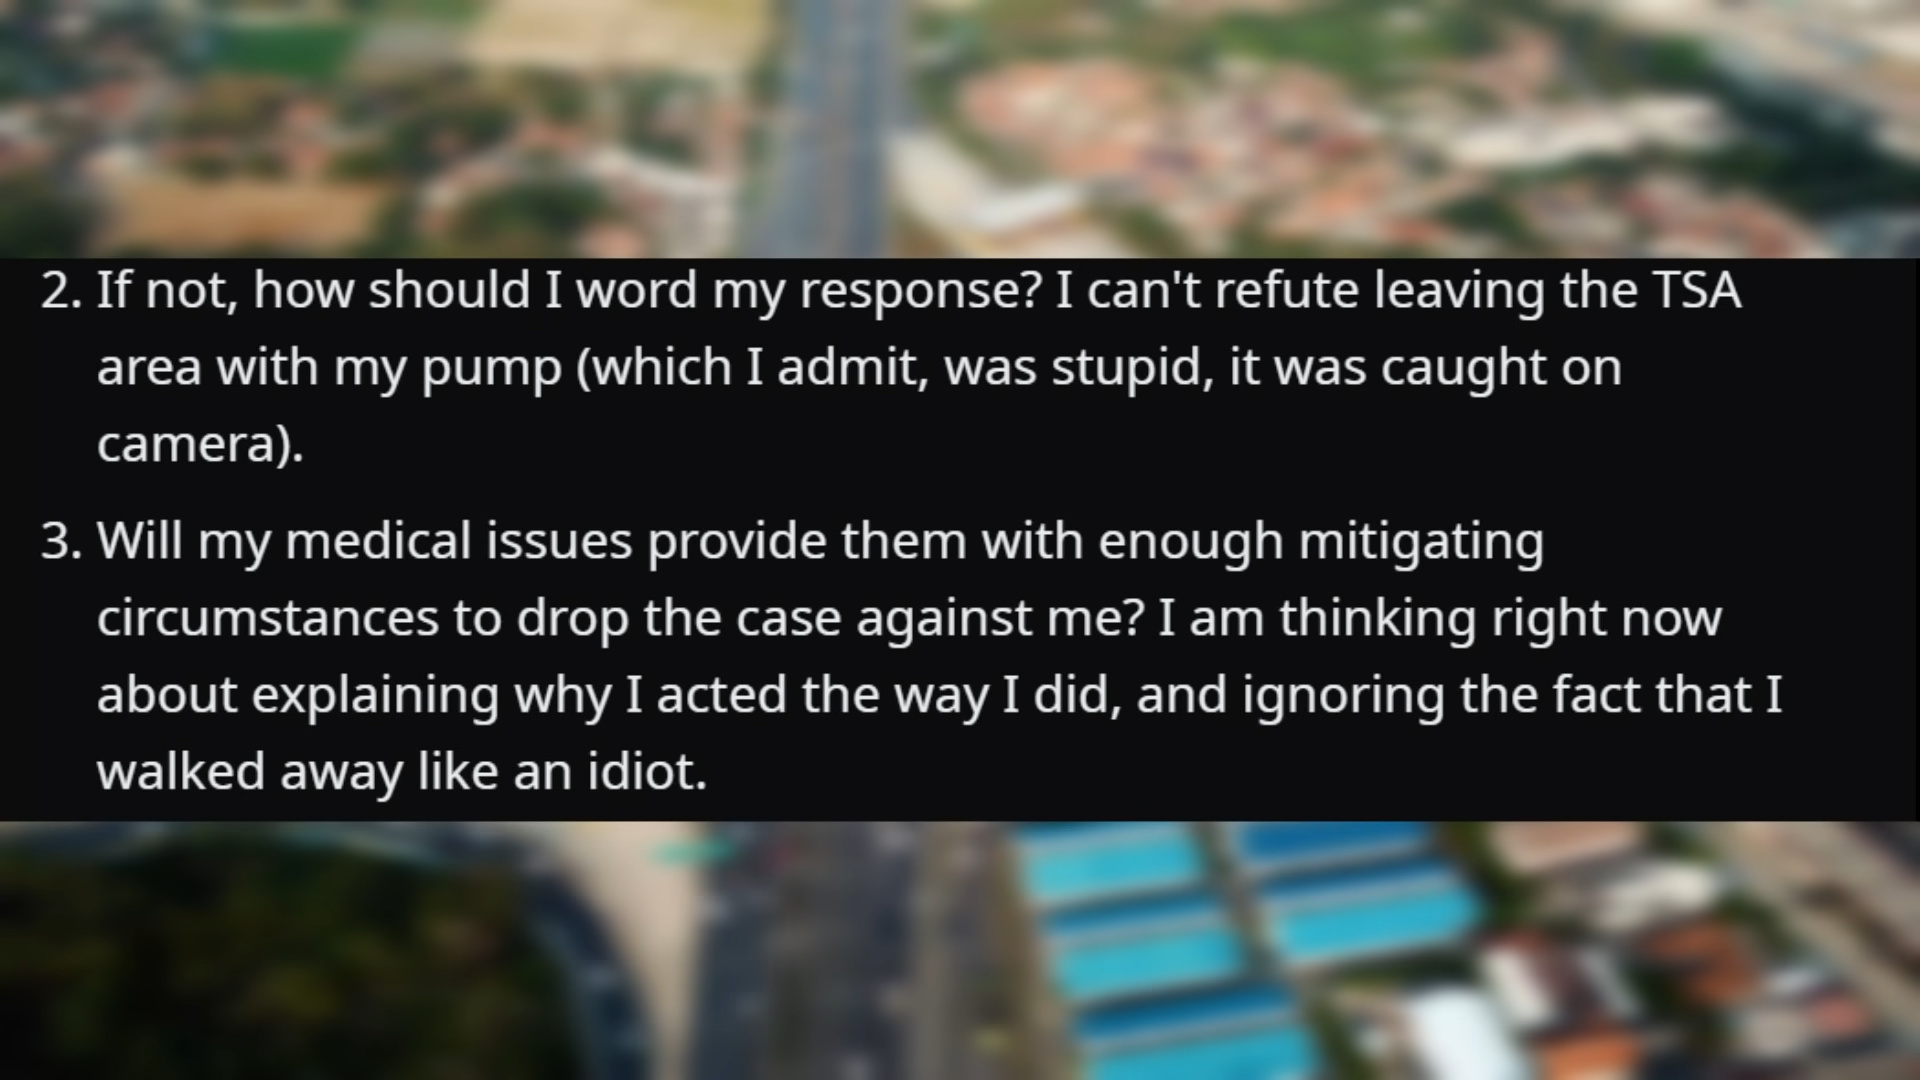 2. If not, how should I word my response? I can't refute leaving the TSA
area with my pump (which I admit, was stupid, it was caught on
camera).
3. Will my medical issues provide them with enough mitigating
circumstances to drop the case against me? I am thinking right now
about explaining why I acted the way I did, and ignoring the fact that I
walked away like an idiot.